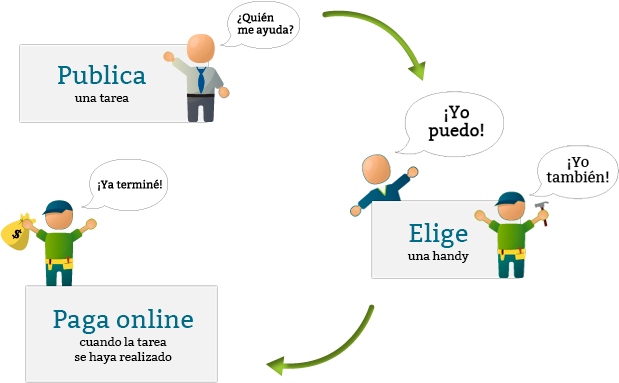 ¿Quién
me ayuda?
Publica
una tarea
¡Yo
puedo!
¡Yo
también!
Elige
una handy
¡Ya terminé!
$
Paga online
cuando la tarea
se haya realizado